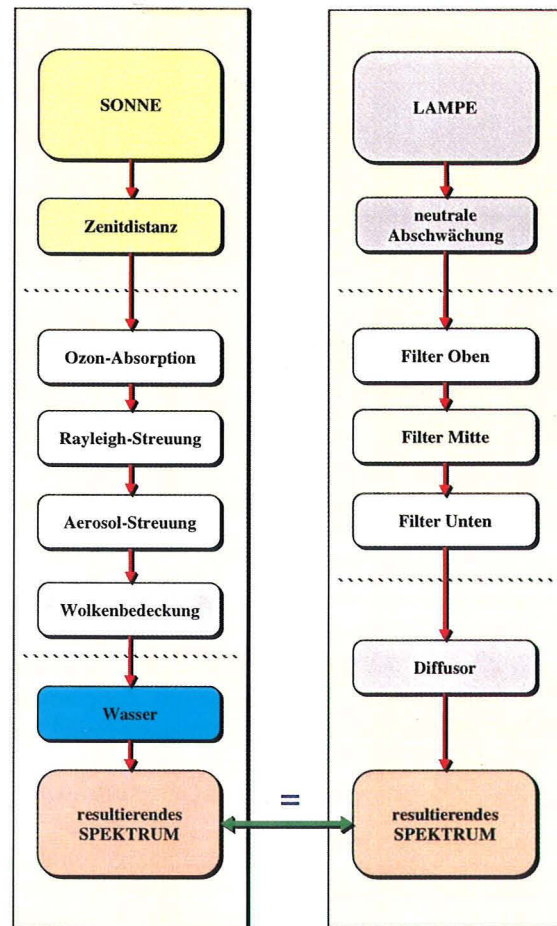 SONNE
Zenitdistanz
Ozon-Absorption
Rayleigh-Streuung
Aerosol-Streuung
Wolkenbedeckung
Wasser
resultierendes
SPEKTRUM
=
LAMPE
neutrale
Abschwächung
Filter Oben
Filter Mitte
Filter Unten
Diffusor
resultierendes
SPEKTRUM